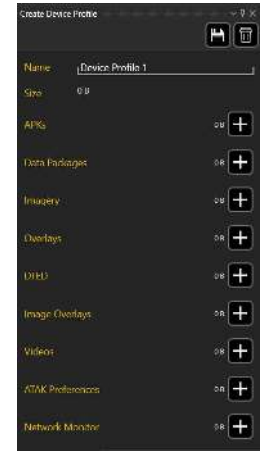 Create Device Profile
Name Device Profile 1
Size 0 B
APKs 0 B
Data Packages 0 B
Imagery 0 B
Overlays 0 B
DTED 0 B
Image Overlays 0 B
Videos 0 B
ATAK Preferences 0 B
Network Monitor 0 B